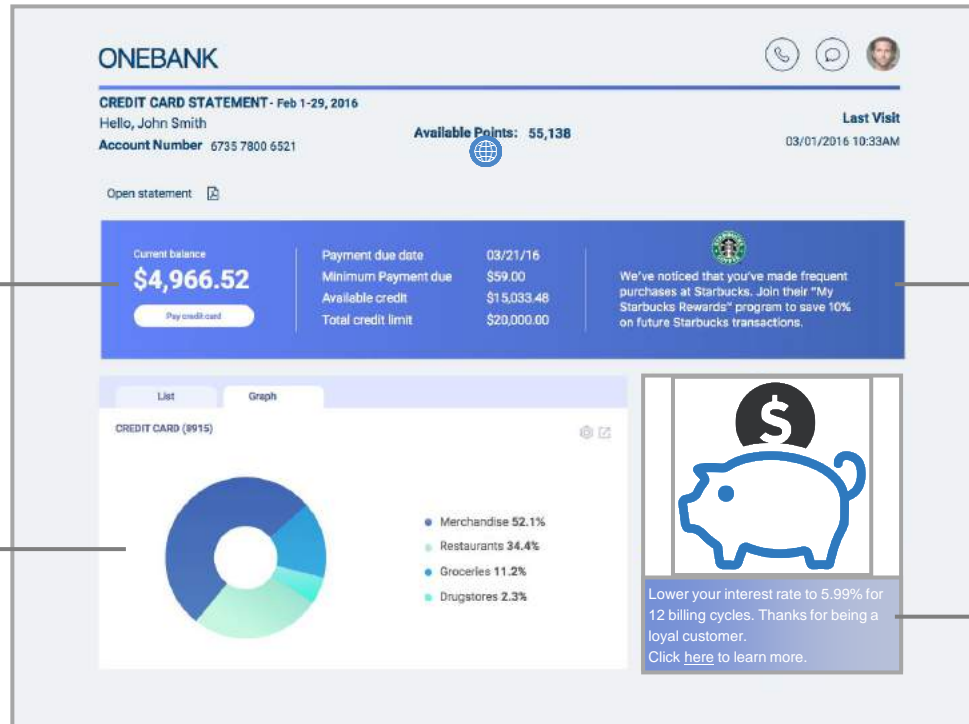 ONEBANK
CREDIT CARD STATEMENT - Feb 1-29, 2016
Hello, John Smith
Account Number 6735 7800 6521
Available Points: 55,138
Last Visit
03/01/2016 10:33AM
Open statement
Current balance
$4,966.52
Pay credit card
Payment due date 03/21/16
Minimum Payment due $59.00
Available credit $15,033.48
Total credit limit $20,000.00
STARBUCKS COFFEE
We've noticed that you've made frequent
purchases at Starbucks. Join their "My
Starbucks Rewards" program to save 10%
on future Starbucks transactions.
List
Graph
CREDIT CARD (8915)
Merchandise 52.1%
Restaurants 34.4%
Groceries 11.2%
Drugstores 2.3%
$
Lower your interest rate to 5.99% for
12 billing cycles. Thanks for being a
loyal customer.
Click here to learn more.